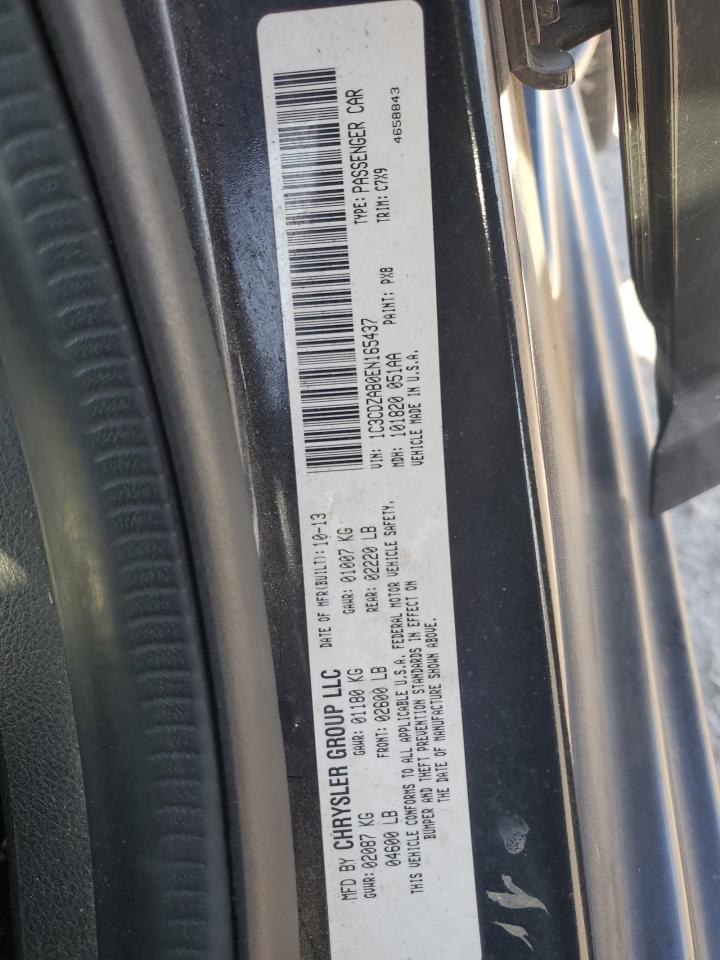 MFD BY CHRYSLER GROUP LLC DATE OF MFR(BUILT): 10-13
GVWR: 02087 KG GAWR: 01180 KG GAWR: 01007 KG
04600 LB FRONT: 02600 LB REAR: 02220 LB
THIS VEHICLE CONFORMS TO ALL APPLICABLE U.S.A. FEDERAL MOTOR VEHICLE SAFETY,
BUMPER AND THEFT PREVENTION STANDARDS IN EFFECT ON
THE DATE OF MANUFACTURE SHOWN ABOVE.
VIN: 1C3CDZAB0EN165437 TYPE: PASSENGER CAR
MDH: 101820 051AA PAINT: PX8 TRIM: C7X9
VEHICLE MADE IN U.S.A. 4658843